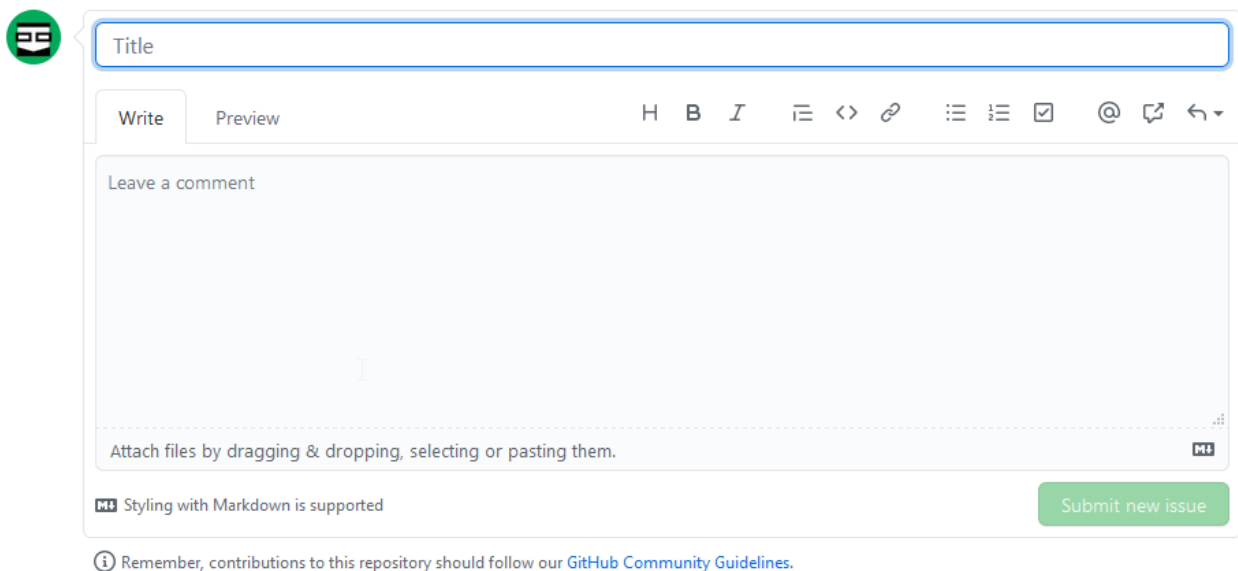 Title
Write Preview H B I
Leave a comment
Attach files by dragging & dropping, selecting or pasting them.
Styling with Markdown is supported
Submit new issue
Remember, contributions to this repository should follow our GitHub Community Guidelines.